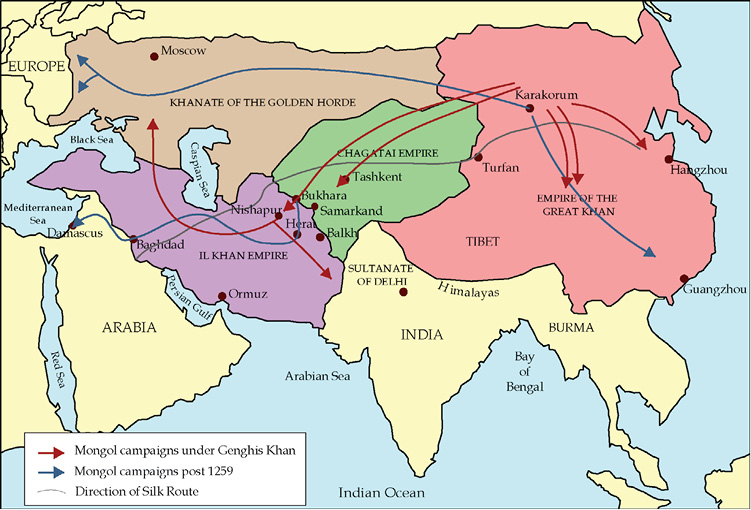 Moscow
EUROPE
Karakorum
KHANATE OF THE GOLDEN HORDE
Black Sea
Caspian Sea
CHAGATAI EMPIRE
Hangzhou
Turfan
Tashkent
Bukhara
EMPIRE OF THE
GREAT KHAN
Mediterranean
Sea
Nishapur
Samarkand
Damascus
Herat
Balkh
Baghdad
TIBET
IL KHAN EMPIRE
SULTANATE
OF DELHI
Himalayas
Guangzhou
Persian Gulf
Ormuz
ARABIA
INDIA
BURMA
Red Sea
Arabian Sea
Bay
of
Bengal
Mongol campaigns under Genghis Khan
Mongol campaigns post 1259
Direction of Silk Route
Indian Ocean